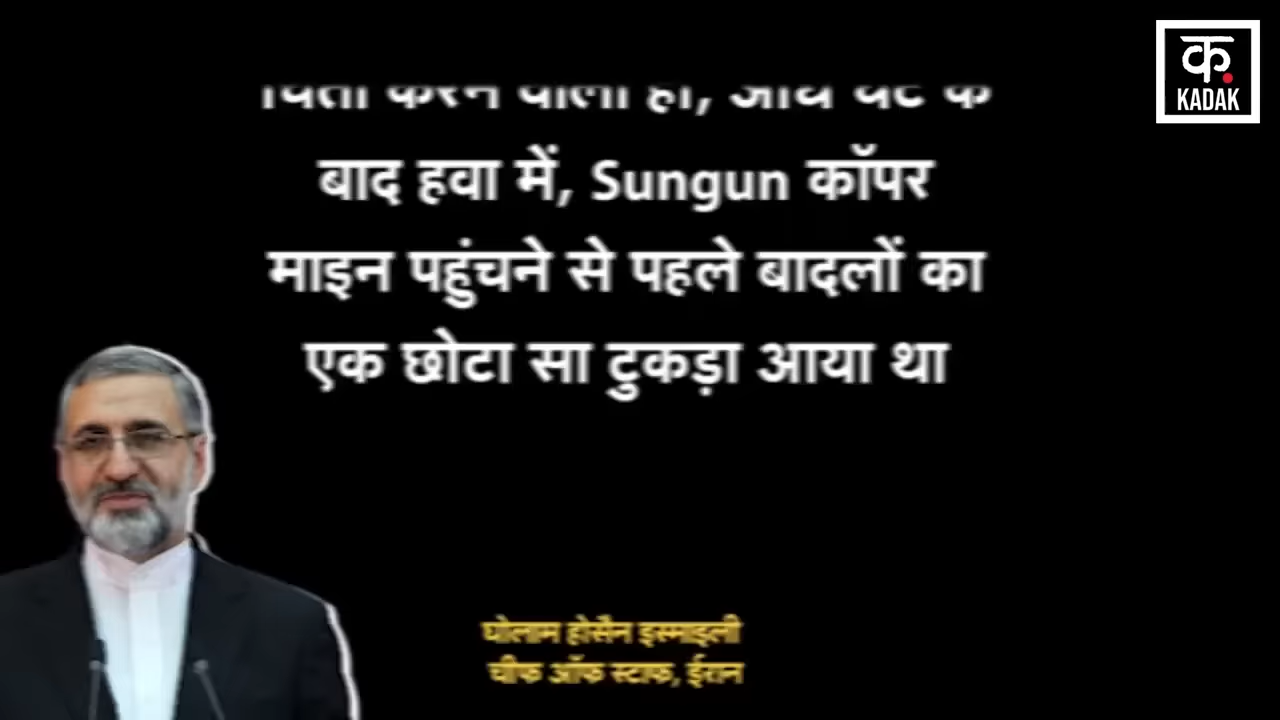 क.
KADAK
बाद हवा में, Sungun कॉपर
माइन पहुंचने से पहले बादलों का
एक छोटा सा टुकड़ा आया था
घोलाम होसैन इस्माइली
चीफ ऑफ स्टाफ, ईरान